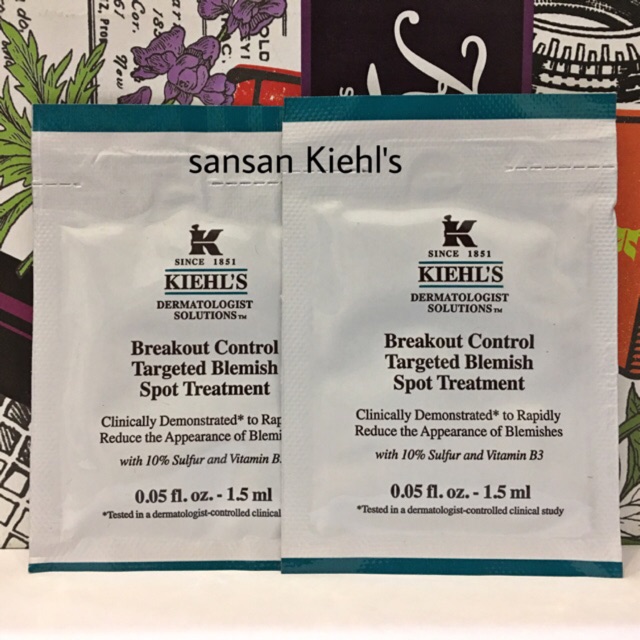 sansan Kiehl's
SINCE 1851
KIEHL'S
DERMATOLOGIST
SOLUTIONS™
Breakout Control
Targeted Blemish
Spot Treatment
Clinically Demonstrated* to Rap
Reduce the Appearance of Blemi
with 10% Sulfur and Vitamin B
0.05 fl. oz. - 1.5 ml
*Tested in a dermatologist-controlled clinical
SINCE 1851
KIEHL'S
DERMATOLOGIST
SOLUTIONS™
Breakout Control
Targeted Blemish
Spot Treatment
Clinically Demonstrated* to Rapidly
Reduce the Appearance of Blemishes
with 10% Sulfur and Vitamin B3
0.05 fl. oz. - 1.5 ml
*Tested in a dermatologist-controlled clinical study